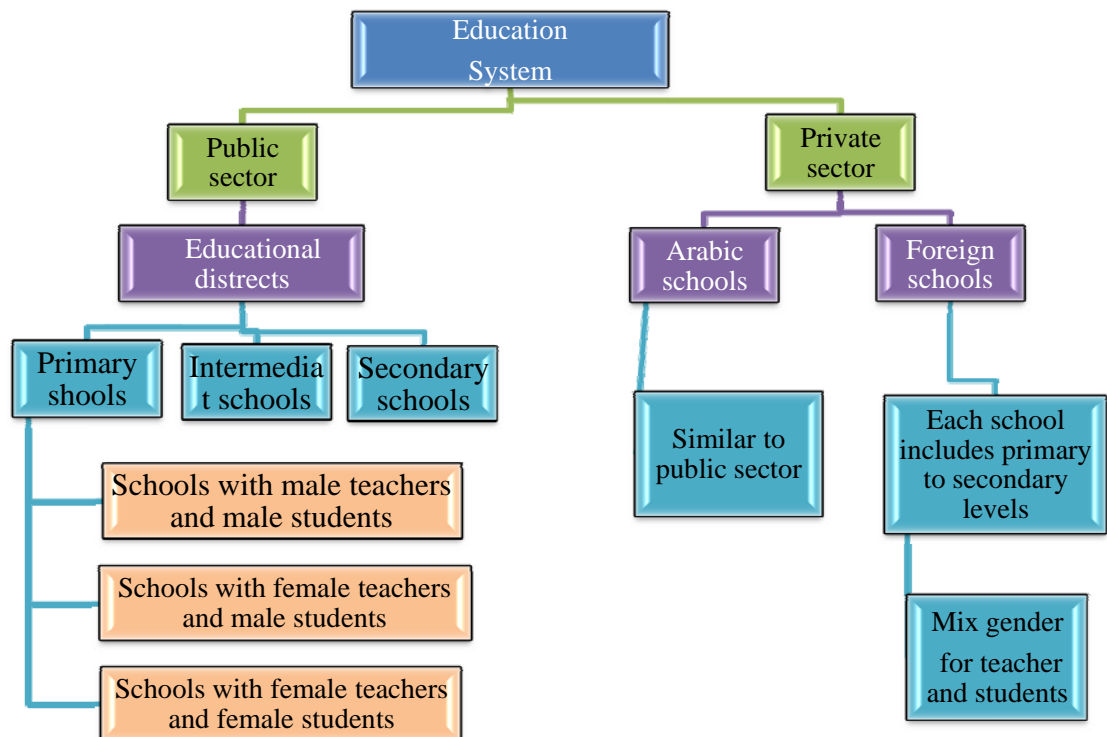 Education
System
Public
sector
Private
sector
Educational
distrects
Arabic
schools
Foreign
schools
Primary
shools
Intermedia
t schools
Secondary
schools
Similar to
public sector
Each school
includes primary
to secondary
levels
Schools with male teachers
and male students
Schools with female teachers
and male students
Schools with female teachers
and female students
Mix gender
for teacher
and students